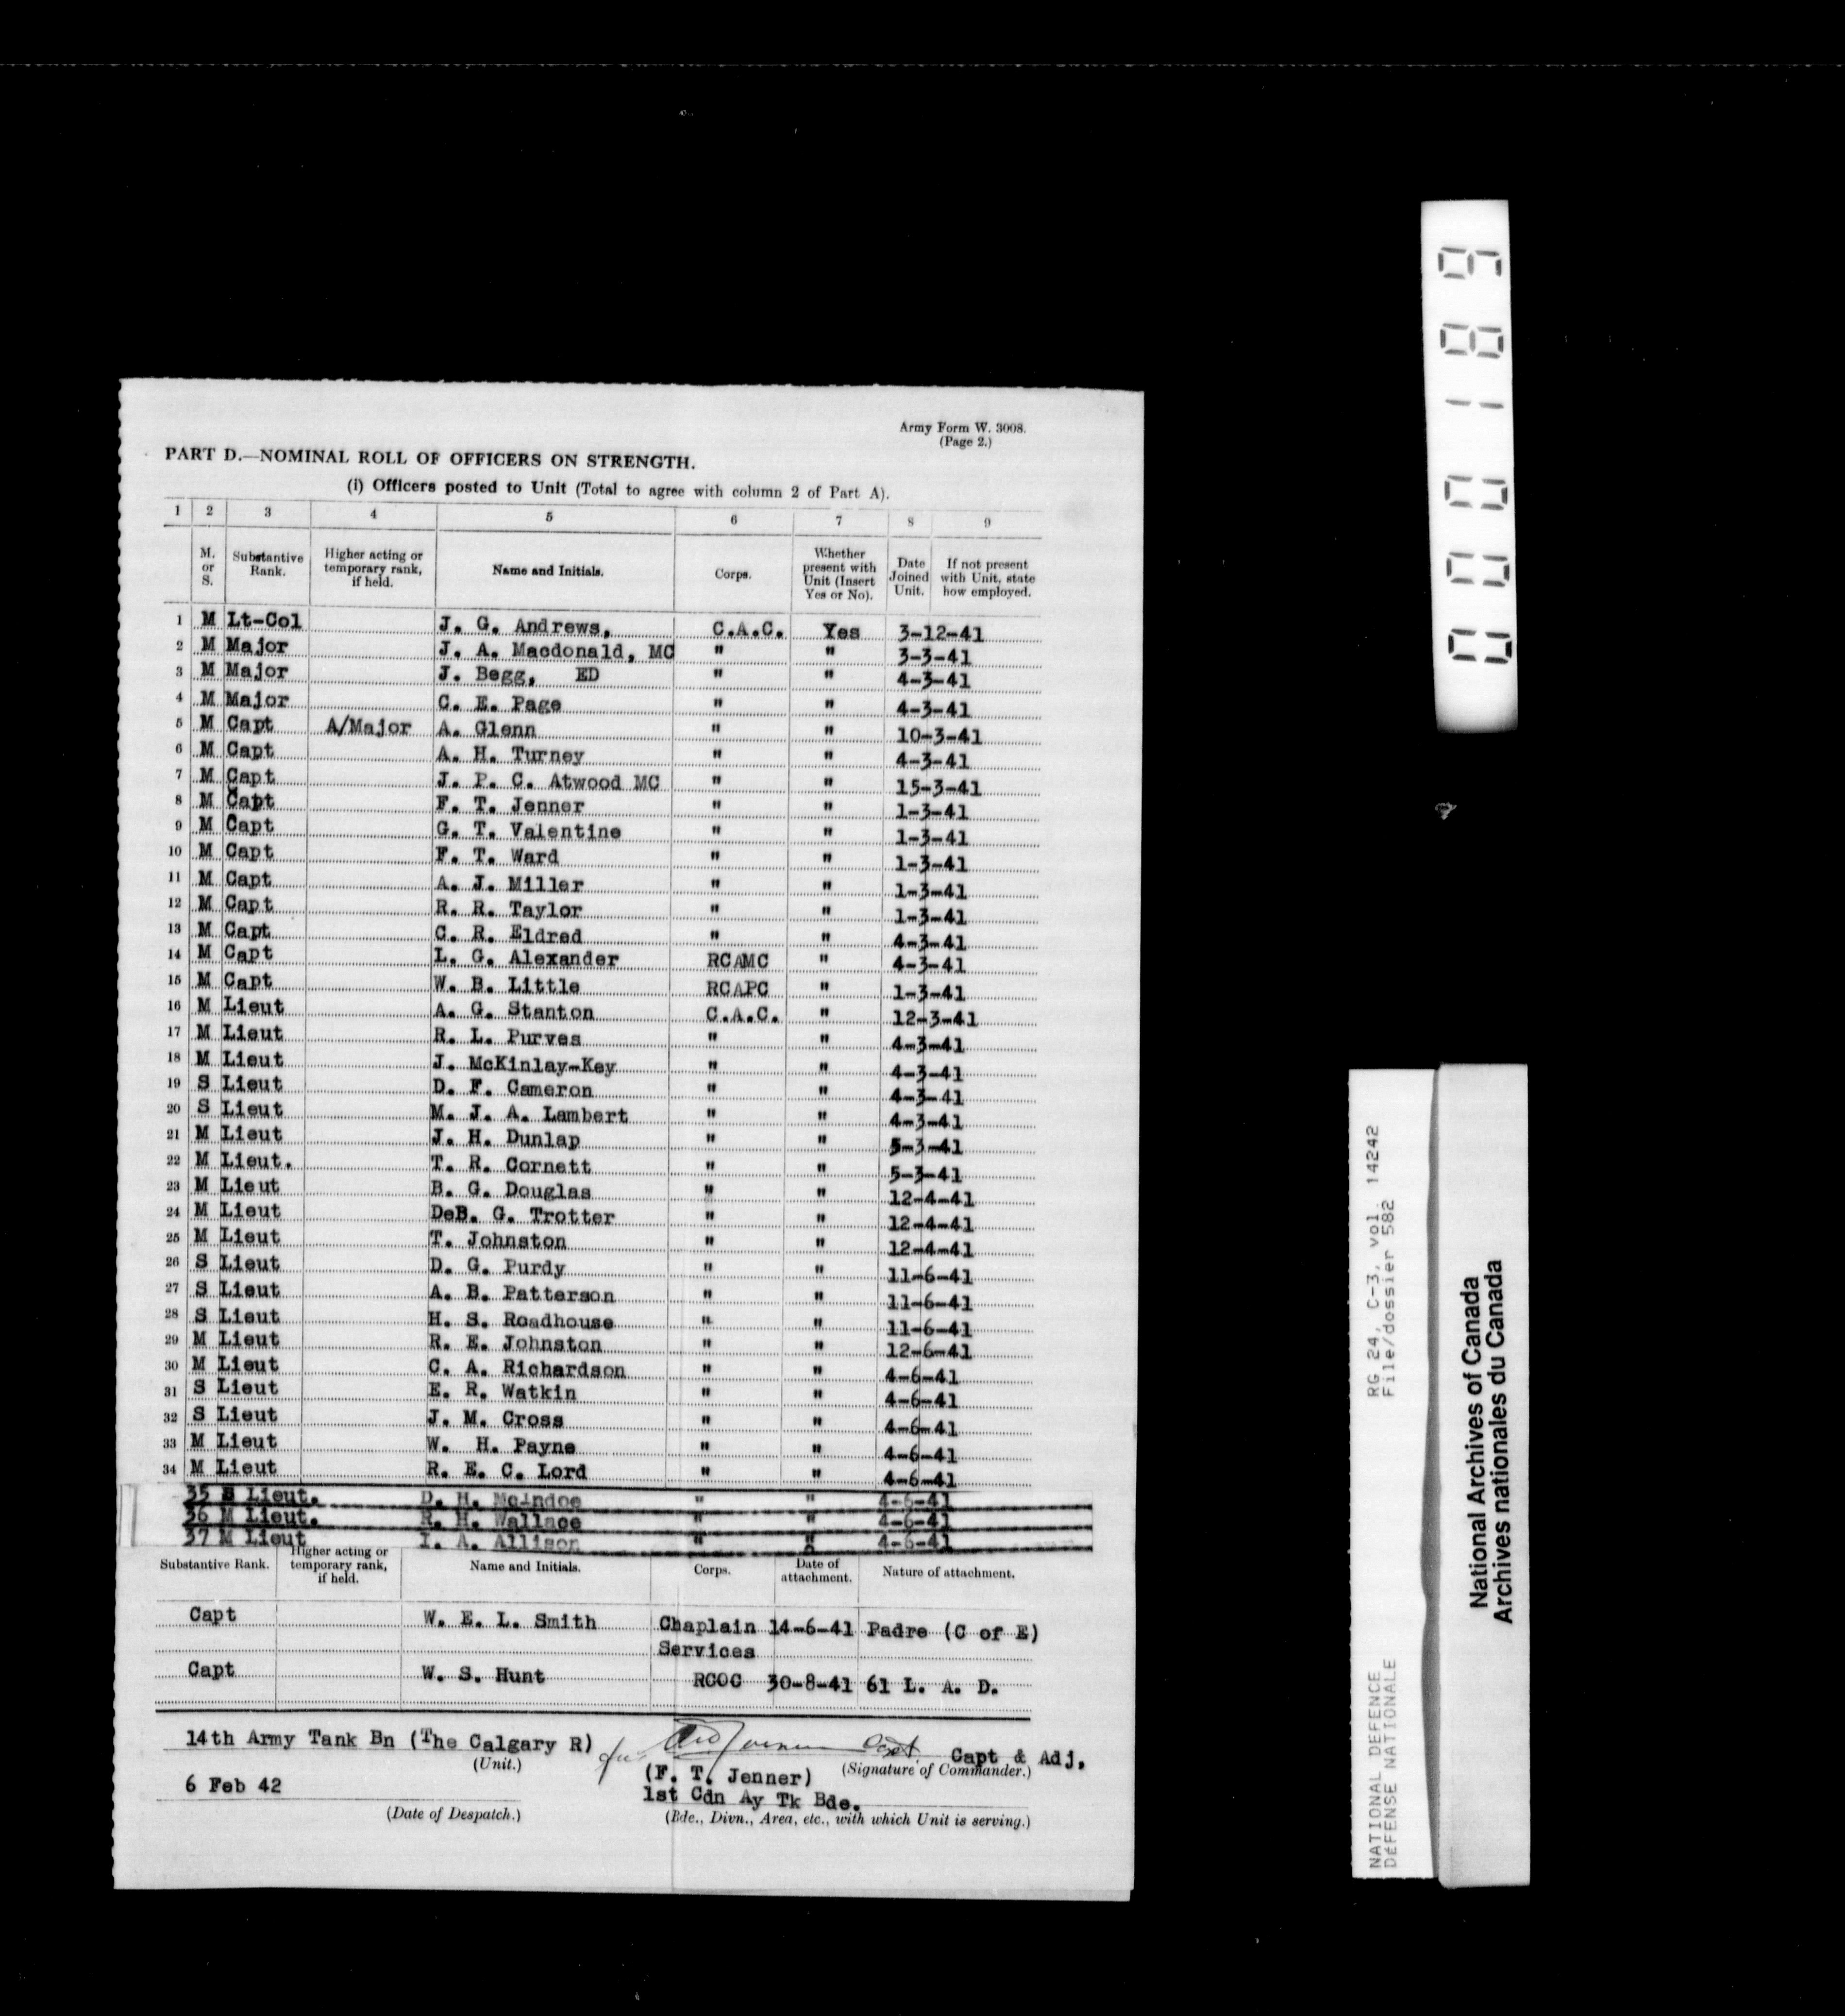 Army Form W. 3008.
(Page 2.)
PART D.—NOMINAL ROLL OF OFFICERS ON STRENGTH.
(i) Officers posted to Unit (Total to agree with column 2 of Part A).
1 2 3 4 5 6 7 8 9
M. or S. Substantive Rank. Higher acting or temporary rank, if held. Name and Initials. Corps. Whether present with Unit (Insert Yes or No). Date Joined Unit. If not present with Unit, state how employed.
1 M Lt-Col J. G. Andrews, C.A.C. Yes 3-12-41
2 M Major J. A. Macdonald, MC " " 3-3-41
3 M Major J. Begg, ED " " 4-3-41
4 M Major C. E. Page " " 4-3-41
5 M Capt A/Major A. Glenn " " 10-3-41
6 M Capt A. H. Turney " " 4-3-41
7 M Capt J. P. C. Atwood MC " " 15-3-41
8 M Capt F. T. Jenner " " 1-3-41
9 M Capt G. T. Valentine " " 1-3-41
10 M Capt F. T. Ward " " 1-3-41
11 M Capt A. J. Miller " " 1-3-41
12 M Capt R. R. Taylor " " 1-3-41
13 M Capt C. R. Eldred " " 4-3-41
14 M Capt L. G. Alexander RCAMC " 4-3-41
15 M Capt W. B. Little RCAPC " 1-3-41
16 M Lieut A. G. Stanton C.A.C. " 12-3-41
17 M Lieut R. L. Purves " " 4-3-41
18 M Lieut J. McKinlay-Key " " 4-3-41
19 S Lieut D. F. Cameron " " 4-3-41
20 S Lieut M. J. A. Lambert " " 4-3-41
21 M Lieut J. H. Dunlap " " 5-3-41
22 M Lieut. T. R. Cornett " " 5-3-41
23 M Lieut B. G. Douglas " " 12-4-41
24 M Lieut DeB. G. Trotter " " 12-4-41
25 M Lieut T. Johnston " " 12-4-41
26 S Lieut D. G. Purdy " " 11-6-41
27 S Lieut A. B. Patterson " " 11-6-41
28 S Lieut H. S. Roadhouse " " 11-6-41
29 M Lieut R. E. Johnston " " 12-6-41
30 M Lieut C. A. Richardson " " 4-6-41
31 S Lieut E. R. Watkin " " 4-6-41
32 S Lieut J. M. Cross " " 4-6-41
33 M Lieut W. H. Payne " " 4-6-41
34 M Lieut R. E. C. Lord " " 4-6-41
35 S Lieut. D. H. McIndoe " " 4-6-41
36 M Lieut. R. H. Wallace " " 4-6-41
37 M Lieut I. A. Allison " " 4-6-41
Substantive Rank. Higher acting or temporary rank, if held. Name and Initials. Corps. Date of attachment. Nature of attachment.
Capt W. E. L. Smith Chaplain 14-6-41 Padre (C of E)
Services
Capt W. S. Hunt RCOC 30-8-41 61 L. A. D.
14th Army Tank Bn (The Calgary R) Capt. Capt & Adj,
(Unit.) (Signature of Commander.)
(F. T. Jenner)
6 Feb 42 1st Cdn Ay Tk Bde.
(Date of Despatch.) (Bde., Divn., Area, etc., with which Unit is serving.)
000189
NATIONAL DEFENCE RG 24, C-3, Vol. 14242
DÉFENSE NATIONALE File/dossier 582
National Archives of Canada
Archives nationales du Canada